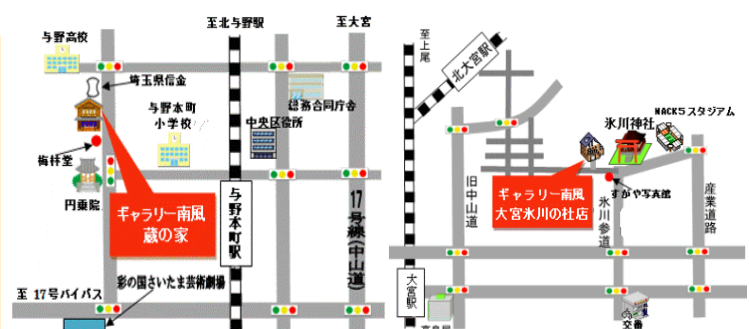 至北与野駅
至大宮
与野高校
埼玉県信金
与野本町
小学校
総務合同庁舎
中央区役所
梅林堂
円乗院
ギャラリー南風
蔵の家
与野本町駅
17号線(中山道)
彩の国さいたま芸術劇場
至 17号バイパス
至上尾
北大宮駅
NACK5スタジアム
氷川神社
ギャラリー南風
大宮氷川の杜店
すがや写真館
旧中山道
氷川参道
産業道路
大宮駅
高島屋
交番